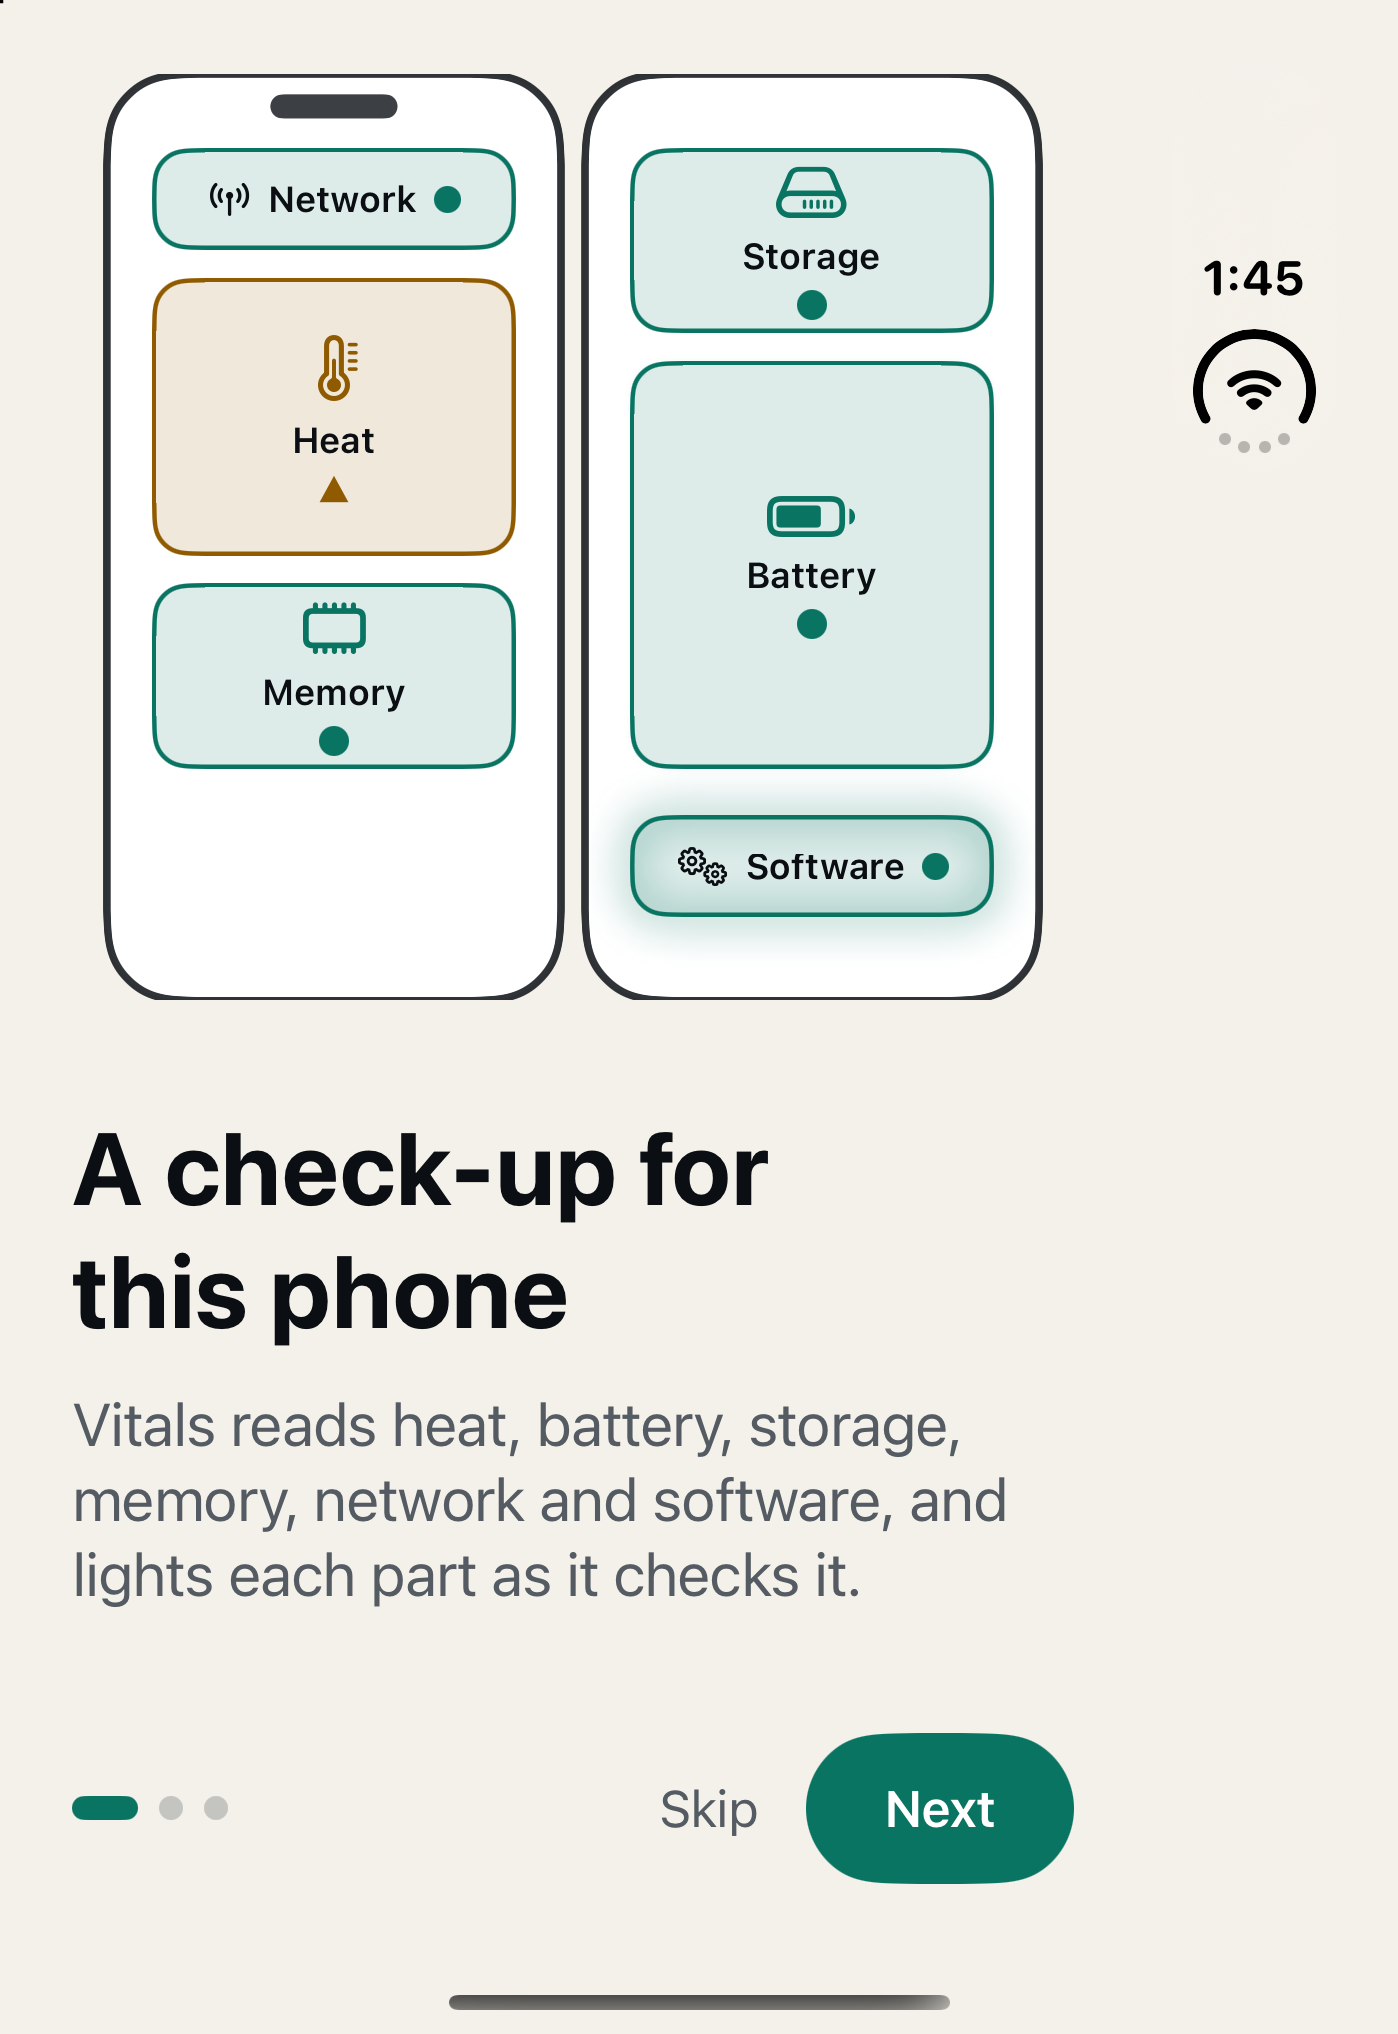 Network
Heat
Memory
Storage
Battery
Software
1:45
A check-up for
this phone
Vitals reads heat, battery, storage,
memory, network and software, and
lights each part as it checks it.
Skip
Next